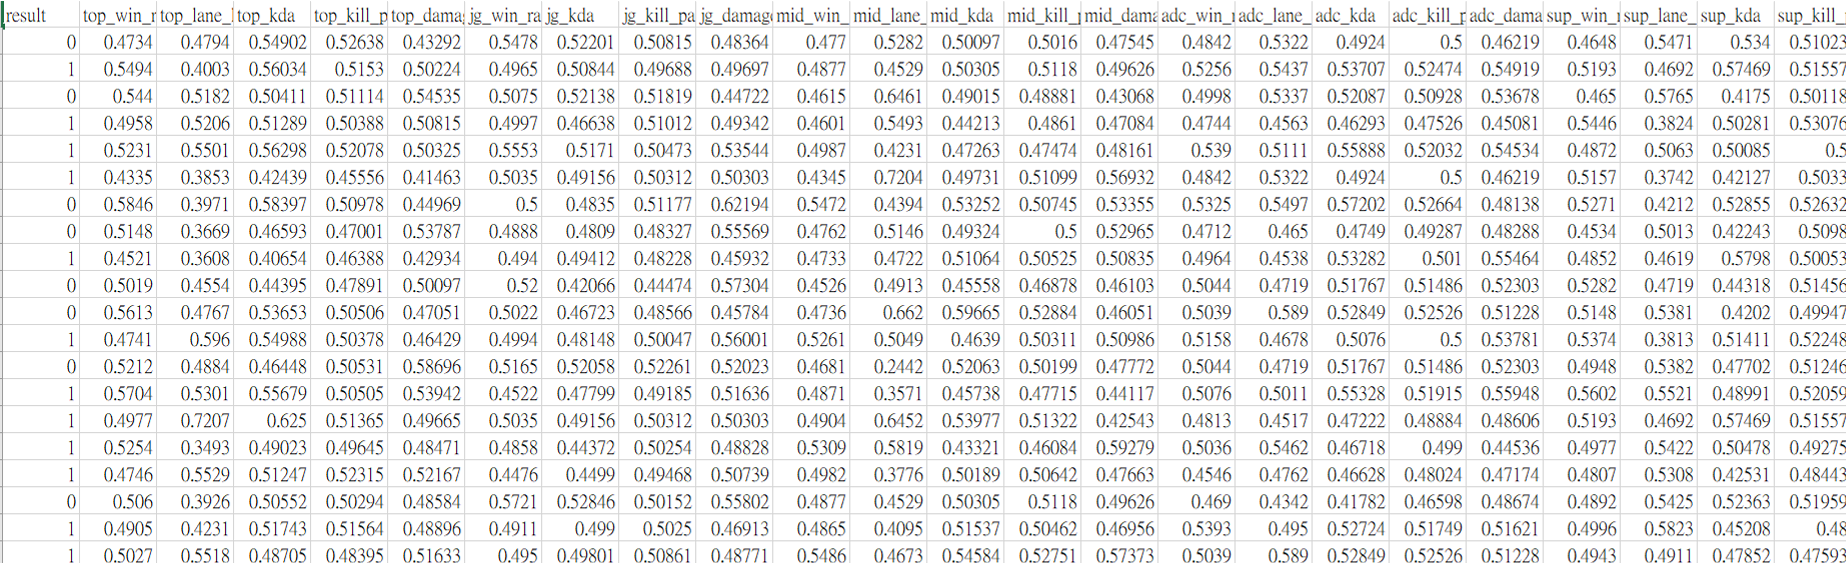 result top_win_r top_lane_ top_kda top_kill_p top_damag jg_win_ra jg_kda jg_kill_pa jg_damage mid_win_ mid_lane_ mid_kda mid_kill_ mid_dama adc_win_ adc_lane_ adc_kda adc_kill_p adc_dama sup_win_ sup_lane_ sup_kda sup_kill_
0 0.4734 0.4794 0.54902 0.52638 0.43292 0.5478 0.52201 0.50815 0.48364 0.477 0.5282 0.50097 0.5016 0.47545 0.4842 0.5322 0.4924 0.5 0.46219 0.4648 0.5471 0.534 0.51023
1 0.5494 0.4003 0.56034 0.5153 0.50224 0.4965 0.50844 0.49688 0.49697 0.4877 0.4529 0.50305 0.5118 0.49626 0.5256 0.5437 0.53707 0.52474 0.54919 0.5193 0.4692 0.57469 0.51557
0 0.544 0.5182 0.50411 0.51114 0.54535 0.5075 0.52138 0.51819 0.44722 0.4615 0.6461 0.49015 0.48881 0.43068 0.4998 0.5337 0.52087 0.50928 0.53678 0.465 0.5765 0.4175 0.50118
1 0.4958 0.5206 0.51289 0.50388 0.50815 0.4997 0.46638 0.51012 0.49342 0.4601 0.5493 0.44213 0.4861 0.47084 0.4744 0.4563 0.46293 0.47526 0.45081 0.5446 0.3824 0.50281 0.53076
1 0.5231 0.5501 0.56298 0.52078 0.50325 0.5553 0.5171 0.50473 0.53544 0.4987 0.4231 0.47263 0.47474 0.48161 0.539 0.5111 0.55888 0.52032 0.54534 0.4872 0.5063 0.50085 0.5
1 0.4335 0.3853 0.42439 0.45556 0.41463 0.5035 0.49156 0.50312 0.50303 0.4345 0.7204 0.49731 0.51099 0.56932 0.4842 0.5322 0.4924 0.5 0.46219 0.5157 0.3742 0.42127 0.5033
0 0.5846 0.3971 0.58397 0.50978 0.44969 0.5 0.4835 0.51177 0.62194 0.5472 0.4394 0.53252 0.50745 0.53355 0.5325 0.5497 0.57202 0.52664 0.48138 0.5271 0.4212 0.52855 0.52632
0 0.5148 0.3669 0.46593 0.47001 0.53787 0.4888 0.4809 0.48327 0.55569 0.4762 0.5146 0.49324 0.5 0.52965 0.4712 0.465 0.4749 0.49287 0.48288 0.4534 0.5013 0.42243 0.5098
1 0.4521 0.3608 0.40654 0.46388 0.42934 0.494 0.49412 0.48228 0.45932 0.4733 0.4722 0.51064 0.50525 0.50835 0.4964 0.4538 0.53282 0.501 0.55464 0.4852 0.4619 0.5798 0.50053
0 0.5019 0.4554 0.44395 0.47891 0.50097 0.52 0.42066 0.44474 0.57304 0.4526 0.4913 0.45558 0.46878 0.46103 0.5044 0.4719 0.51767 0.51486 0.52303 0.5282 0.4719 0.44318 0.51456
0 0.5613 0.4767 0.53653 0.50506 0.47051 0.5022 0.46723 0.48566 0.45784 0.4736 0.662 0.59665 0.52884 0.46051 0.5039 0.589 0.52849 0.52526 0.51228 0.5148 0.5381 0.4202 0.49947
1 0.4741 0.596 0.54988 0.50378 0.46429 0.4994 0.48148 0.50047 0.56001 0.5261 0.5049 0.4639 0.50311 0.50986 0.5158 0.4678 0.5076 0.5 0.53781 0.5374 0.3813 0.51411 0.52248
0 0.5212 0.4884 0.46448 0.50531 0.58696 0.5165 0.52058 0.52261 0.52023 0.4681 0.2442 0.52063 0.50199 0.47772 0.5044 0.4719 0.51767 0.51486 0.52303 0.4948 0.5382 0.47702 0.51246
1 0.5704 0.5301 0.55679 0.50505 0.53942 0.4522 0.47799 0.49185 0.51636 0.4871 0.3571 0.45738 0.47715 0.44117 0.5076 0.5011 0.55328 0.51915 0.55948 0.5602 0.5521 0.48991 0.52059
1 0.4977 0.7207 0.625 0.51365 0.49665 0.5035 0.49156 0.50312 0.50303 0.4904 0.6452 0.53977 0.51322 0.42543 0.4813 0.4517 0.47222 0.48884 0.48606 0.5193 0.4692 0.57469 0.51557
1 0.5254 0.3493 0.49023 0.49645 0.48471 0.4858 0.44372 0.50254 0.48828 0.5309 0.5819 0.43321 0.46084 0.59279 0.5036 0.5462 0.46718 0.499 0.44536 0.4977 0.5422 0.50478 0.49275
1 0.4746 0.5529 0.51247 0.52315 0.52167 0.4476 0.4499 0.49468 0.50739 0.4982 0.3776 0.50189 0.50642 0.47663 0.4546 0.4762 0.46628 0.48024 0.47174 0.4807 0.5308 0.42531 0.48443
0 0.506 0.3926 0.50552 0.50294 0.48584 0.5721 0.52846 0.50152 0.55802 0.4877 0.4529 0.50305 0.5118 0.49626 0.469 0.4342 0.41782 0.46598 0.48674 0.4892 0.5425 0.52363 0.51959
1 0.4905 0.4231 0.51743 0.51564 0.48896 0.4911 0.499 0.5025 0.46913 0.4865 0.4095 0.51537 0.50462 0.46956 0.5393 0.495 0.52724 0.51749 0.51621 0.4996 0.5823 0.45208 0.48
1 0.5027 0.5518 0.48705 0.48395 0.51633 0.495 0.49801 0.50861 0.48771 0.5486 0.4673 0.54584 0.52751 0.57373 0.5039 0.589 0.52849 0.52526 0.51228 0.4943 0.4911 0.47852 0.47593